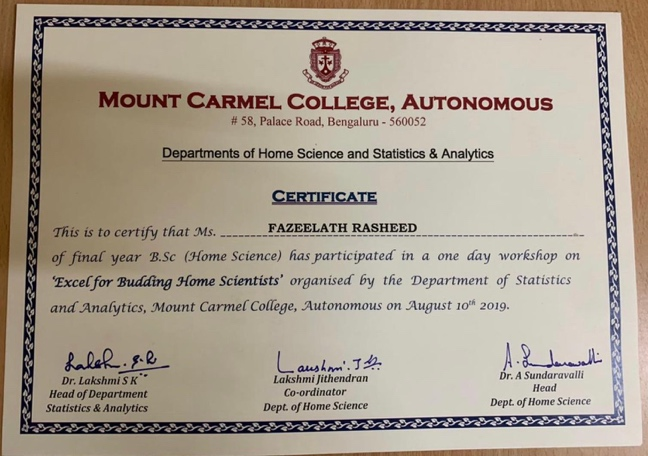 MOUNT CARMEL COLLEGE, AUTONOMOUS
# 58, Palace Road, Bengaluru - 560052
Departments of Home Science and Statistics & Analytics
CERTIFICATE
This is to certify that Ms. FAZEELATH RASHEED
of final year B.Sc (Home Science) has participated in a one day workshop on
'Excel for Budding Home Scientists' organised by the Department of Statistics
and Analytics, Mount Carmel College, Autonomous on August 10th 2019.
Dr. Lakshmi S K
Head of Department
Statistics & Analytics
Lakshmi Jithendran
Co-ordinator
Dept. of Home Science
Dr. A Sundaravalli
Head
Dept. of Home Science